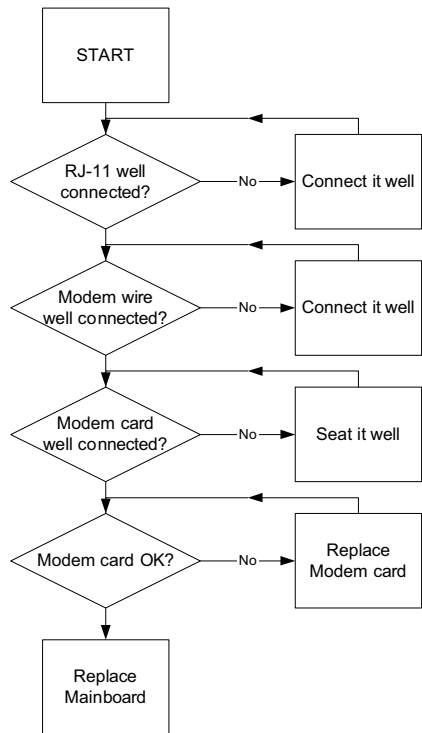 START
RJ-11 well
connected?
No
Connect it well
Modem wire
well connected?
No
Connect it well
Modem card
well connected?
No
Seat it well
Modem card OK?
No
Replace
Modem card
Replace
Mainboard